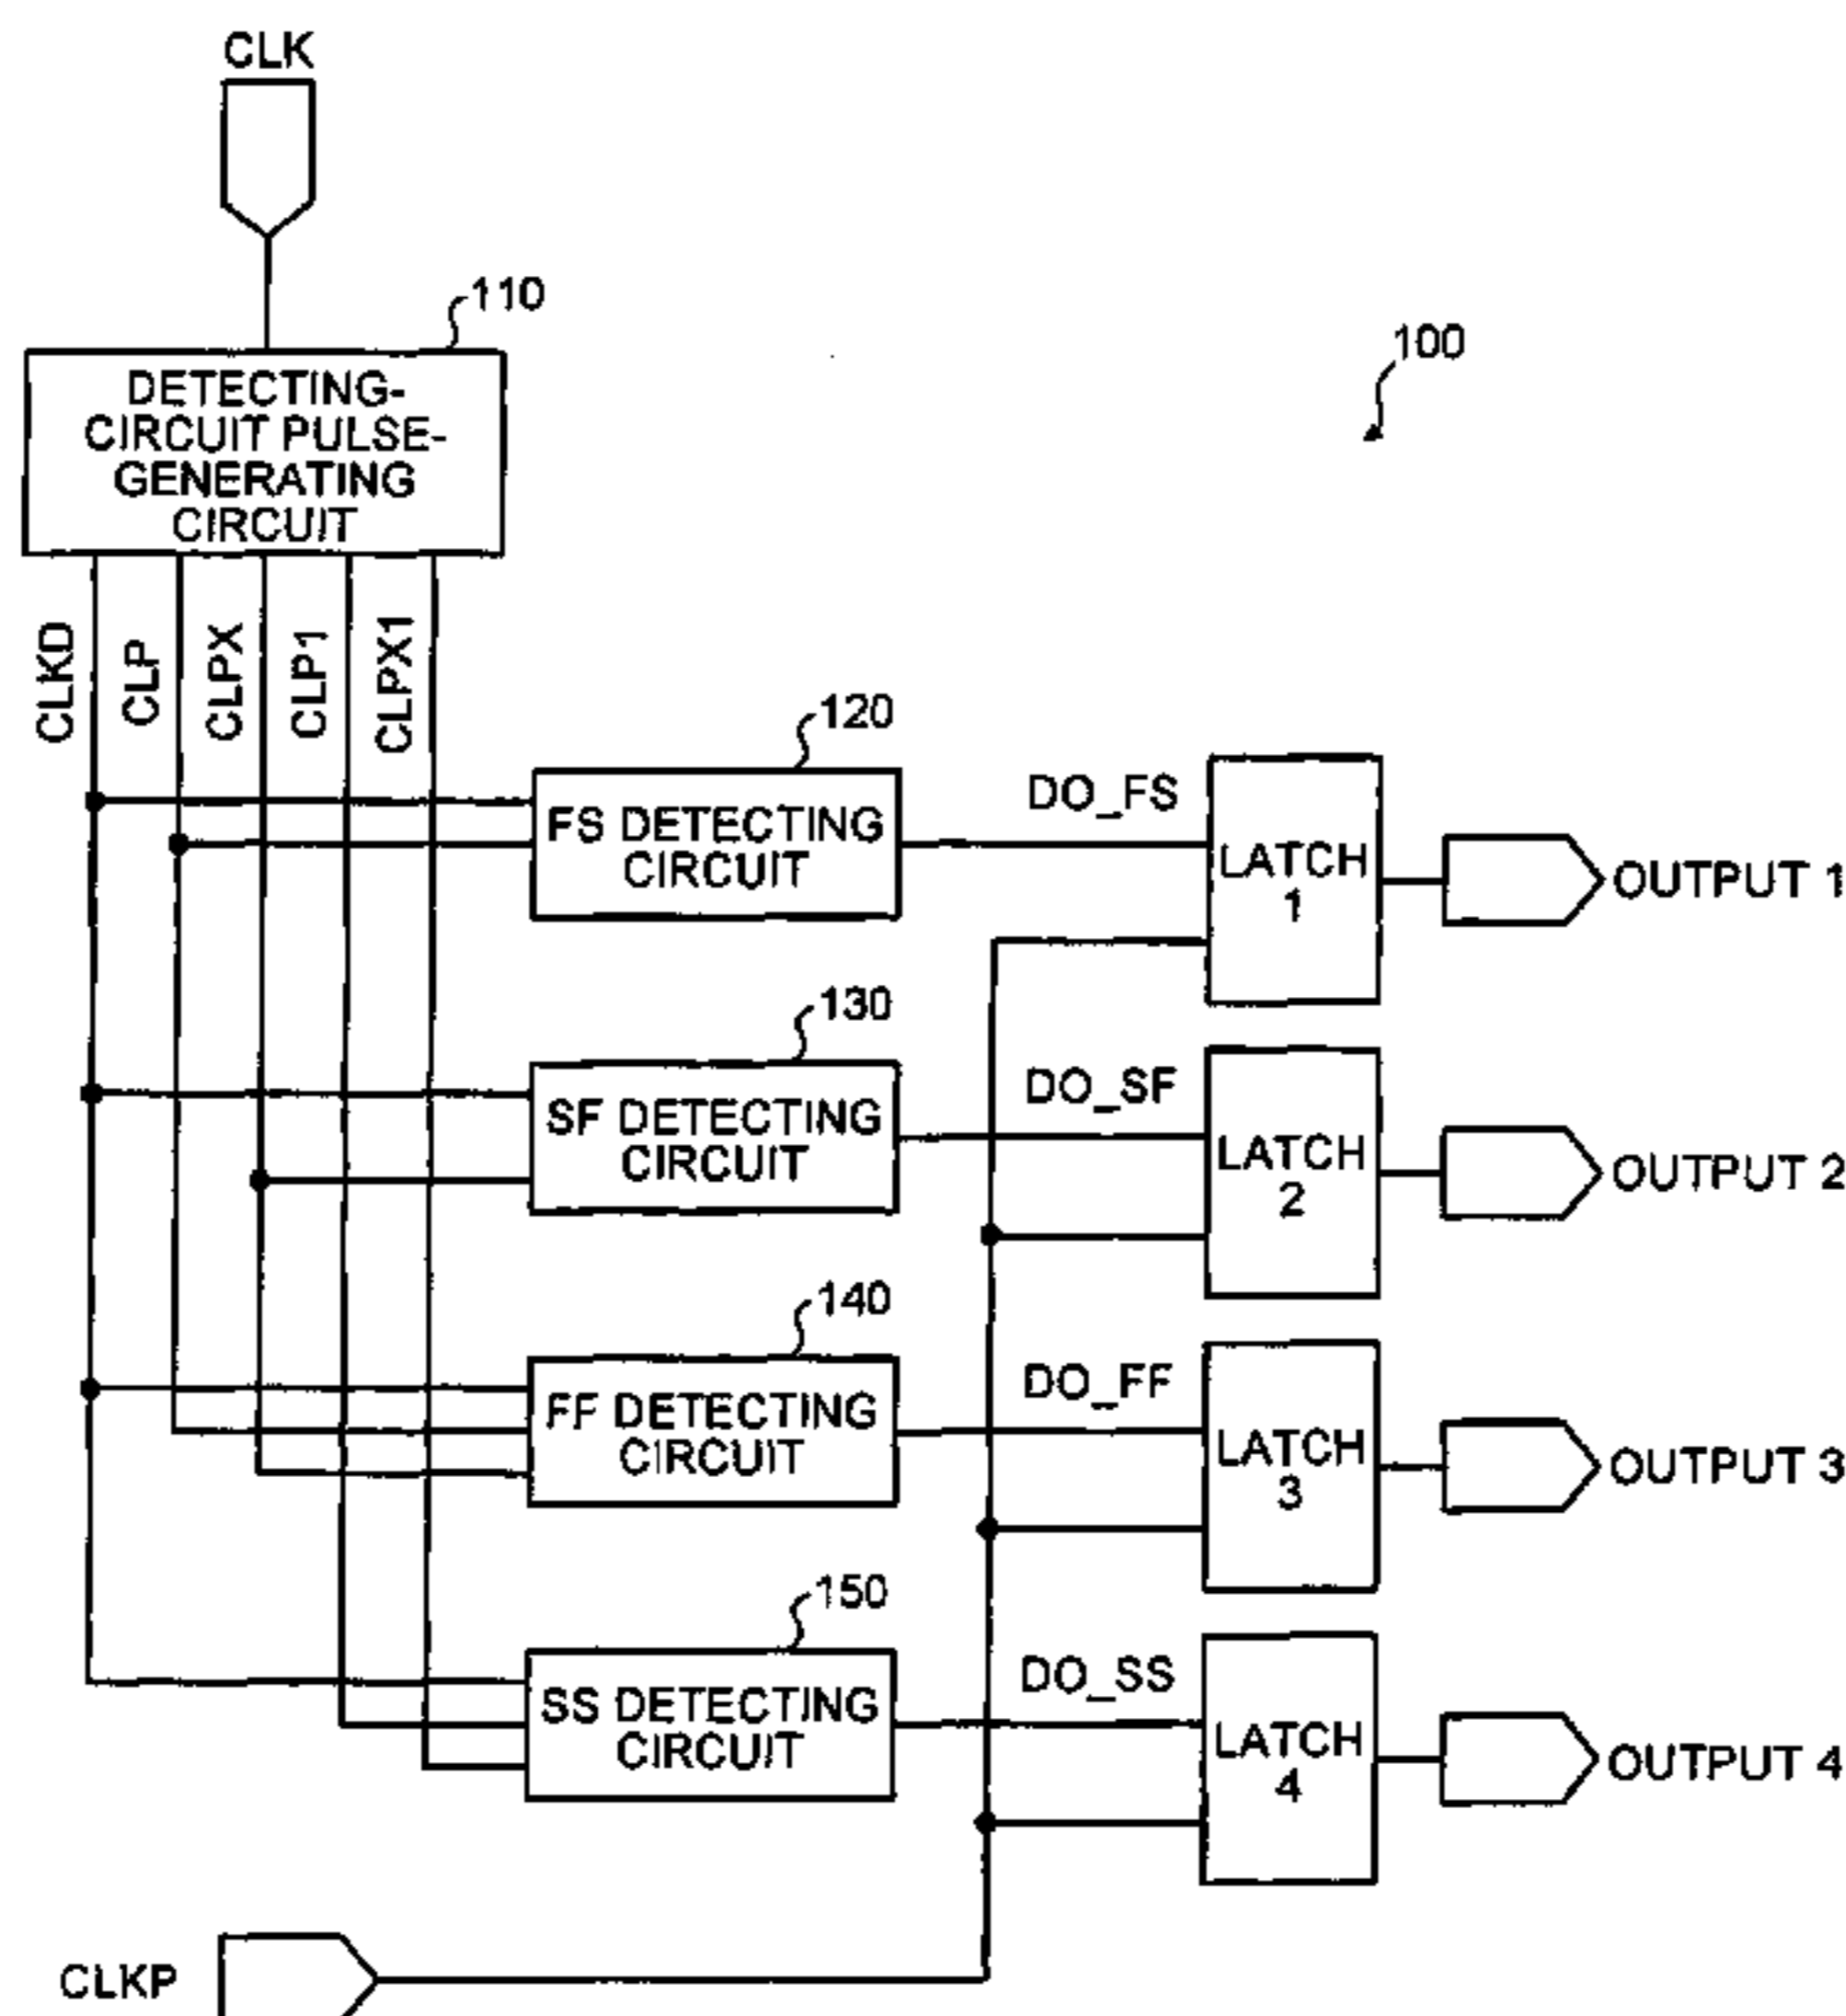 CLK
110
DETECTING-
CIRCUIT PULSE-
GENERATING
CIRCUIT
100
CLKD
CLP
CLPX
CLP1
CLPX1
120
FS DETECTING
CIRCUIT
DO_FS
LATCH
1
OUTPUT 1
130
SF DETECTING
CIRCUIT
DO_SF
LATCH
2
OUTPUT 2
140
FF DETECTING
CIRCUIT
DO_FF
LATCH
3
OUTPUT 3
150
SS DETECTING
CIRCUIT
DO_SS
LATCH
4
OUTPUT 4
CLKP